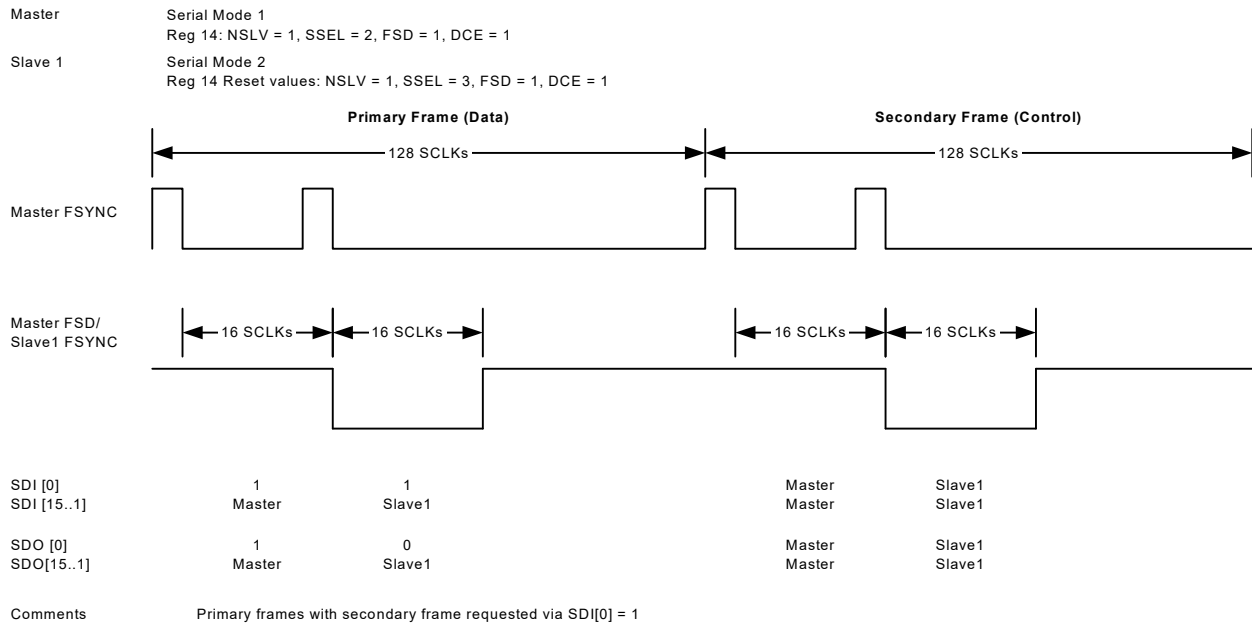 Master Serial Mode 1
Reg 14: NSLV = 1, SSEL = 2, FSD = 1, DCE = 1
Slave 1 Serial Mode 2
Reg 14 Reset values: NSLV = 1, SSEL = 3, FSD = 1, DCE = 1
Primary Frame (Data) Secondary Frame (Control)
128 SCLKs 128 SCLKs
Master FSYNC
Master FSD/
Slave1 FSYNC
16 SCLKs 16 SCLKs 16 SCLKs 16 SCLKs
SDI [0] 1 1 Master Slave1
SDI [15..1] Master Slave1 Master Slave1
SDO [0] 1 0 Master Slave1
SDO[15..1] Master Slave1 Master Slave1
Comments Primary frames with secondary frame requested via SDI[0] = 1